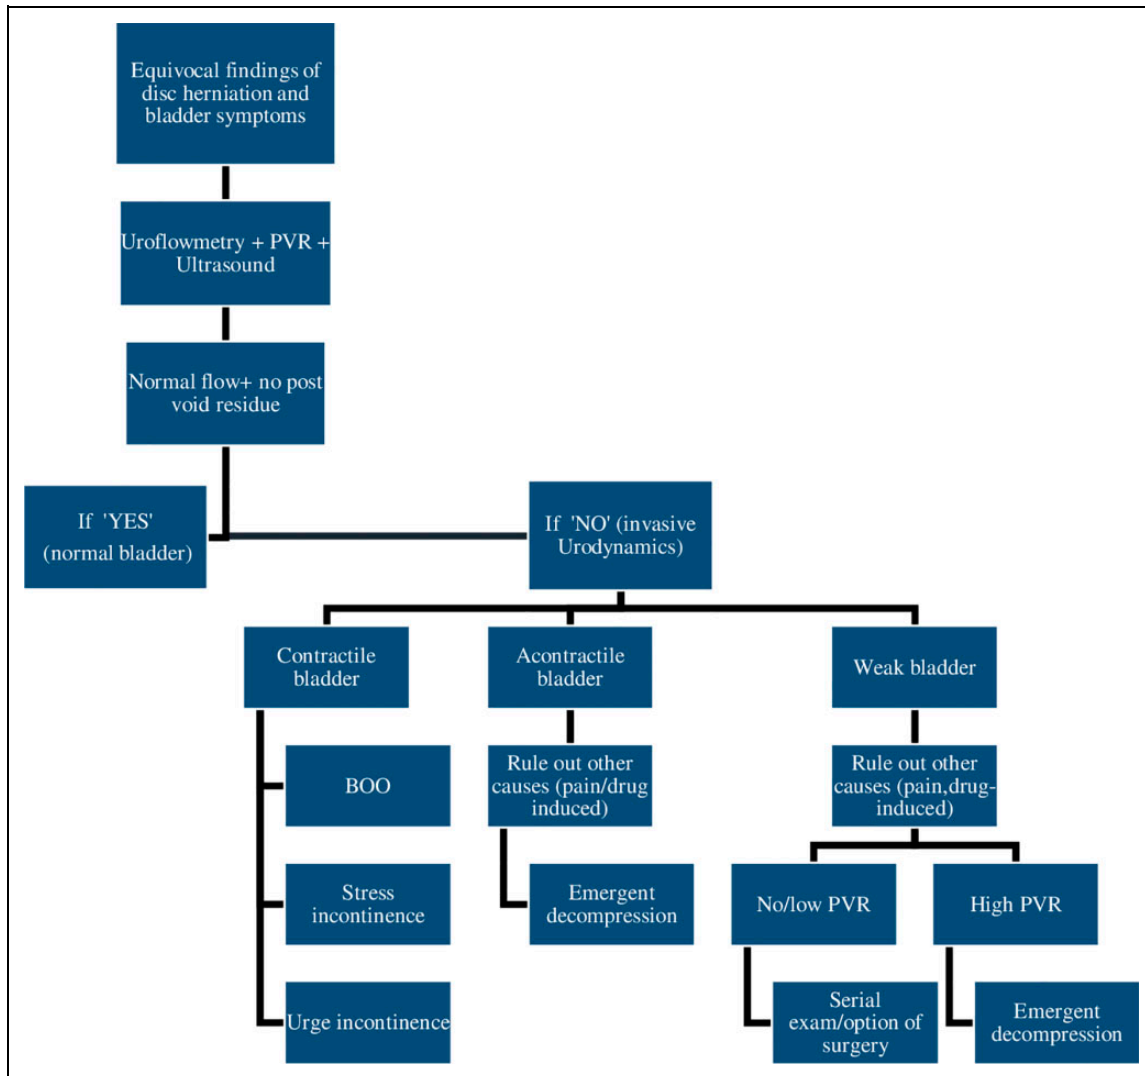 Equivocal findings of
disc herniation and
bladder symptoms
Uroflowmetry + PVR +
Ultrasound
Normal flow+ no post
void residue
If 'YES'
(normal bladder)
If 'NO' (invasive
Urodynamics)
Contractile
bladder
Acontractile
bladder
Weak bladder
BOO
Rule out other
causes (pain/drug
induced)
Rule out other
causes (pain,drug-
induced)
Stress
incontinence
Emergent
decompression
No/low PVR
High PVR
Urge incontinence
Serial
exam/option of
surgery
Emergent
decompression